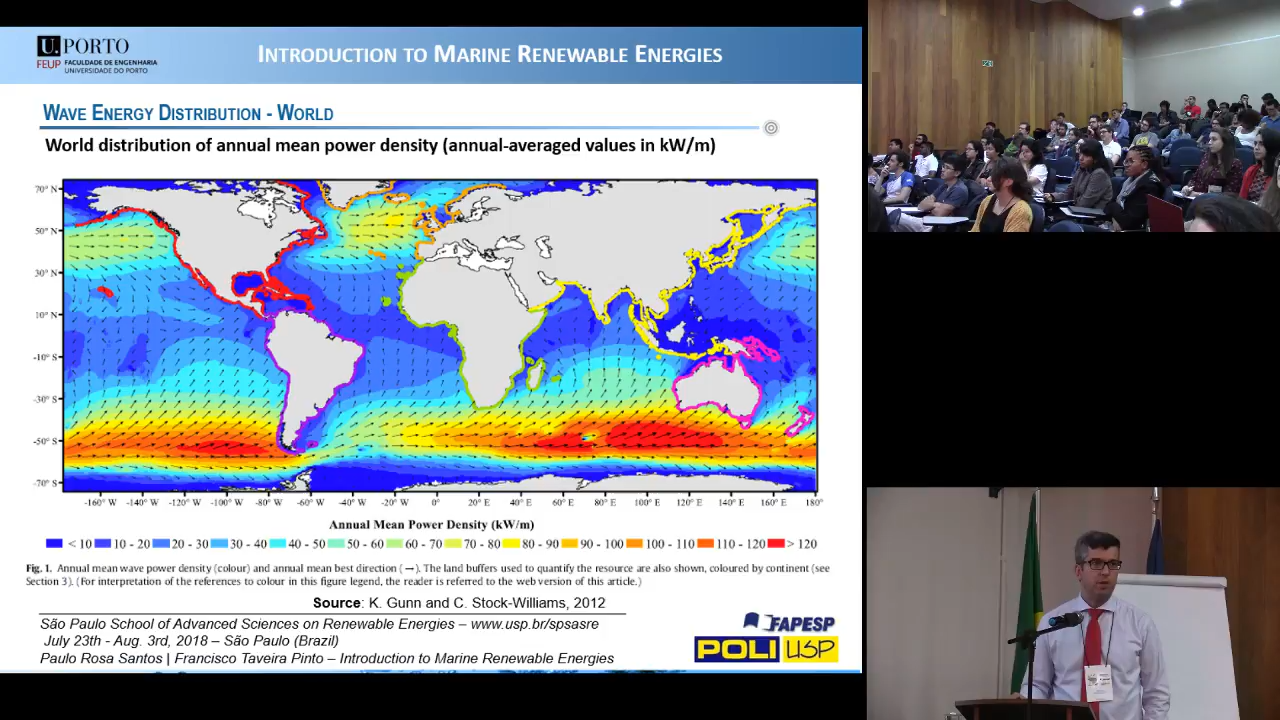 U.PORTO
FEUP FACULDADE DE ENGENHARIA
UNIVERSIDADE DO PORTO
INTRODUCTION TO MARINE RENEWABLE ENERGIES
WAVE ENERGY DISTRIBUTION - WORLD
World distribution of annual mean power density (annual-averaged values in kW/m)
70° N
50° N
30° N
10° N
-10° S
-30° S
-50° S
-70° S
-160° W -140° W -120° W -100° W -80° W -60° W -40° W -20° W 0° 20° E 40° E 60° E 80° E 100° E 120° E 140° E 160° E 180°
Annual Mean Power Density (kW/m)
< 10 10 - 20 20 - 30 30 - 40 40 - 50 50 - 60 60 - 70 70 - 80 80 - 90 90 - 100 100 - 110 110 - 120 > 120
Fig. 1. Annual mean wave power density (colour) and annual mean best direction (→). The land buffers used to quantify the resource are also shown, coloured by continent (see
Section 3). (For interpretation of the references to colour in this figure legend, the reader is referred to the web version of this article.)
Source: K. Gunn and C. Stock-Williams, 2012
São Paulo School of Advanced Sciences on Renewable Energies – www.usp.br/spsasre
July 23th - Aug. 3rd, 2018 – São Paulo (Brazil)
Paulo Rosa Santos | Francisco Taveira Pinto – Introduction to Marine Renewable Energies
FAPESP
POLI USP